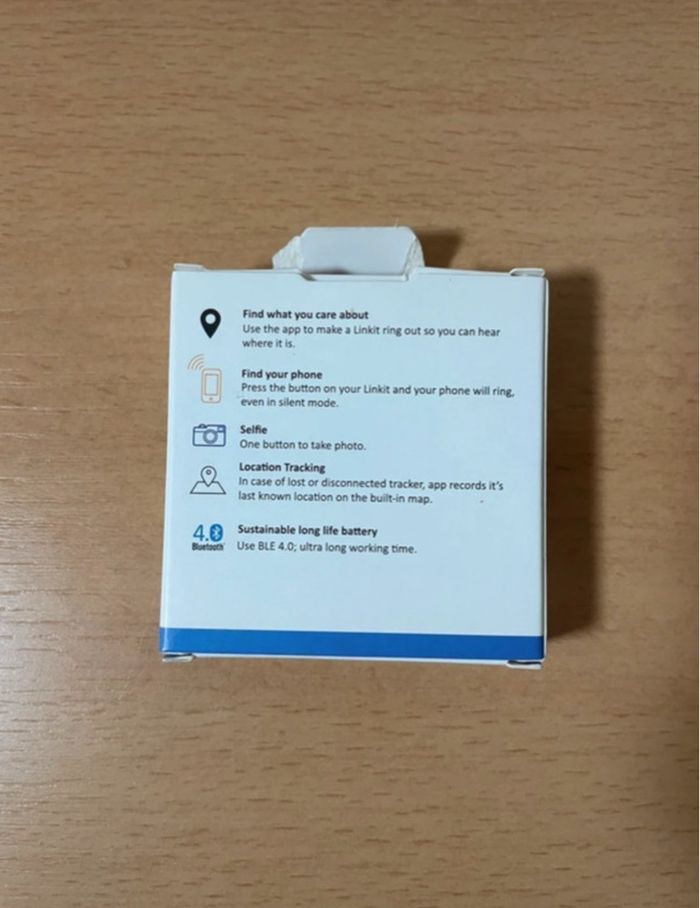 Find what you care about
Use the app to make a Linkit ring out so you can hear
where it is.
Find your phone
Press the button on your Linkit and your phone will ring,
even in silent mode.
Selfie
One button to take photo.
Location Tracking
In case of lost or disconnected tracker, app records it's
last known location on the built-in map.
4.0
Bluetooth
Sustainable long life battery
Use BLE 4.0; ultra long working time.